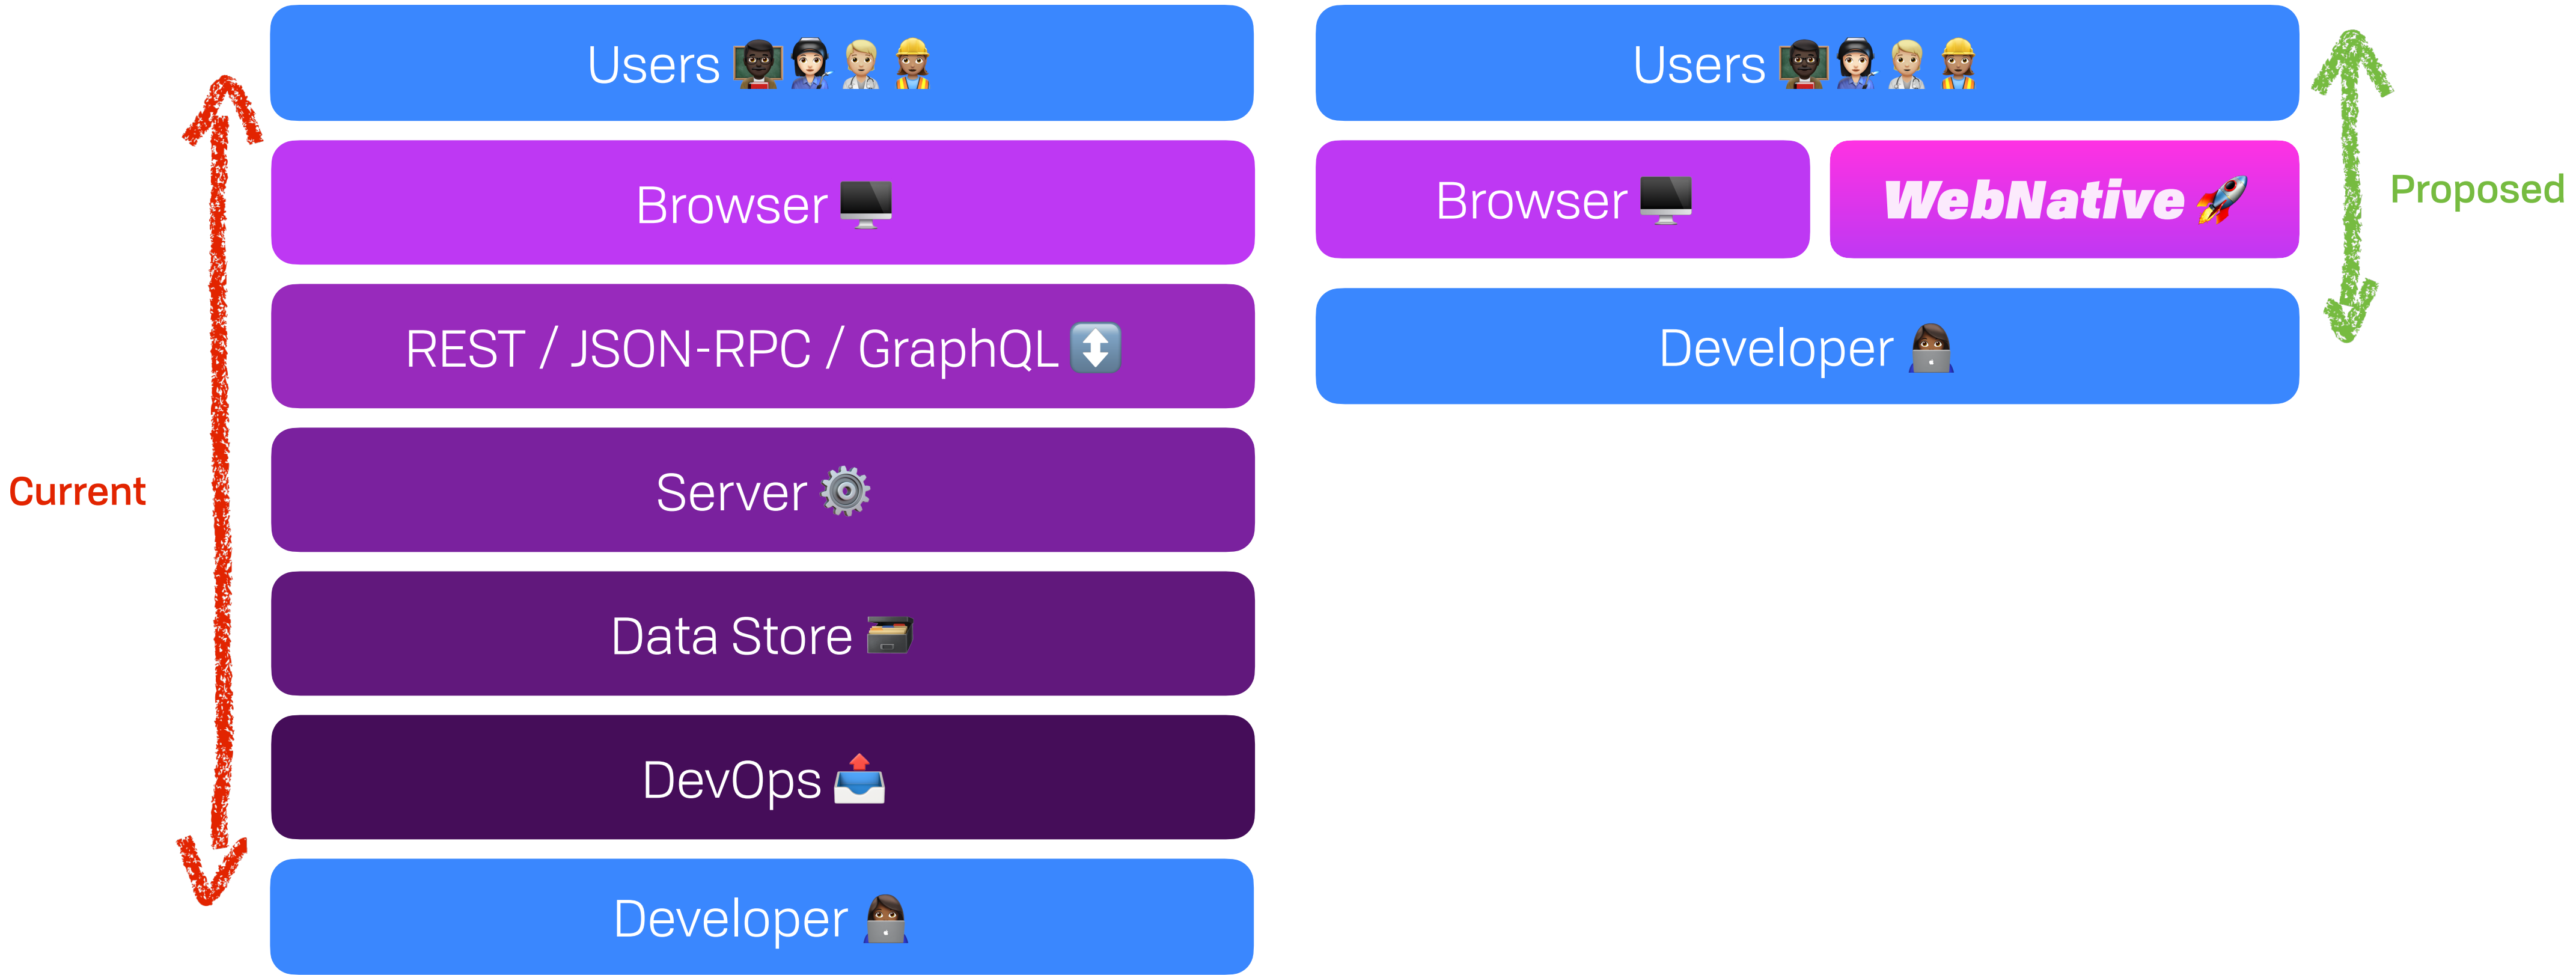 Current
Users
Browser
REST / JSON-RPC / GraphQL
Server
Data Store
DevOps
Developer
Users
Browser
WebNative
Developer
Proposed